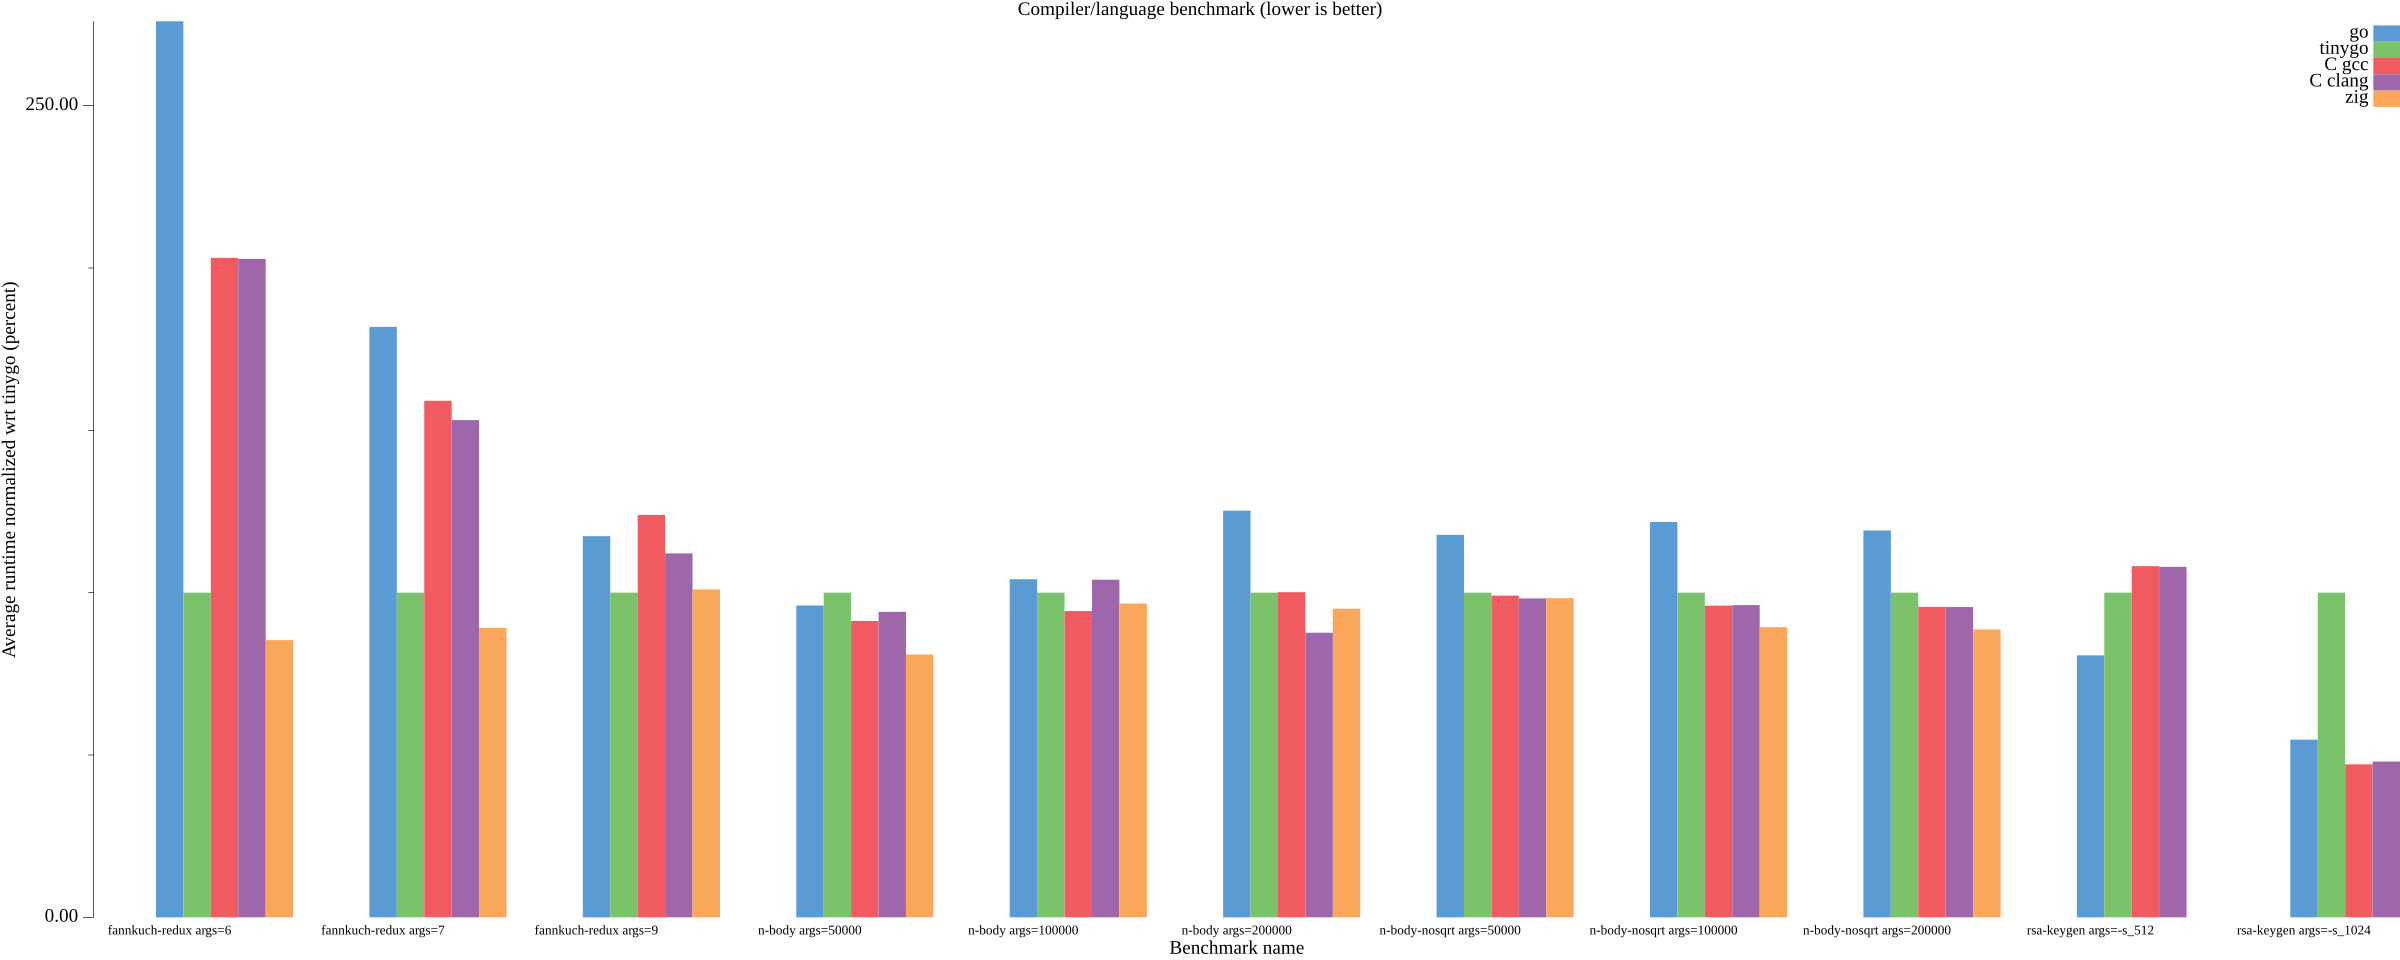 Compiler/language benchmark (lower is better)
go
tinygo
C gcc
C clang
zig
250.00
0.00
Average runtime normalized wrt tinygo (percent)
fannkuch-redux args=6
fannkuch-redux args=7
fannkuch-redux args=9
n-body args=50000
n-body args=100000
n-body args=200000
n-body-nosqrt args=50000
n-body-nosqrt args=100000
n-body-nosqrt args=200000
rsa-keygen args=-s_512
rsa-keygen args=-s_1024
Benchmark name